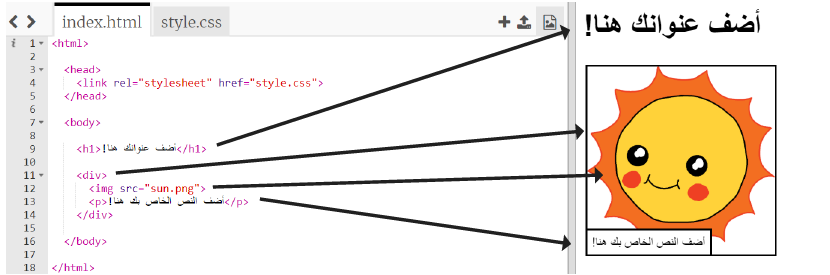 index.html style.css
i 1 <html>
2
3 <head>
4 <link rel="stylesheet" href="style.css">
5 </head>
6
7 <body>
8
9 <h1>أضف عنوانك هنا!</h1>
10
11 <div>
12 <img src="sun.png">
13 <p>أضف النص الخاص بك هنا!</p>
14 </div>
15
16 </body>
17
18 </html>
أضف عنوانك هنا!
أضف النص الخاص بك هنا!